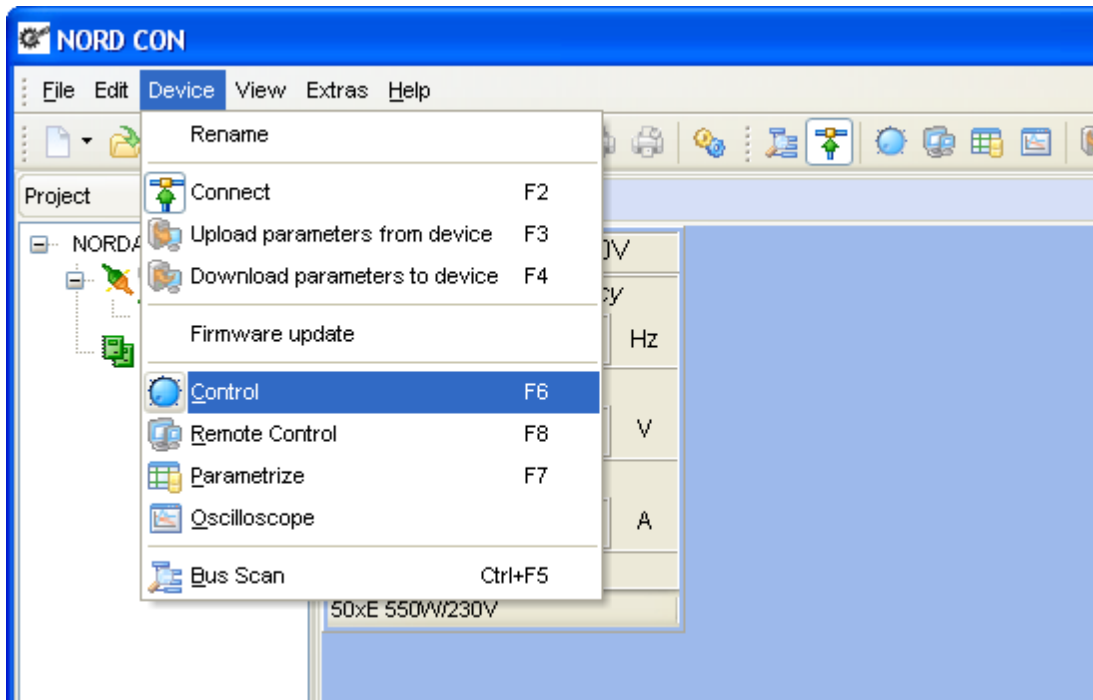 NORD CON
File Edit Device View Extras Help
Rename
Project
Connect F2
NORDA
Upload parameters from device F3
0V
Download parameters to device F4
cy
Firmware update
Hz
Control F6
Remote Control F8
V
Parametrize F7
Oscilloscope
A
Bus Scan Ctrl+F5
50xE 550W/230V